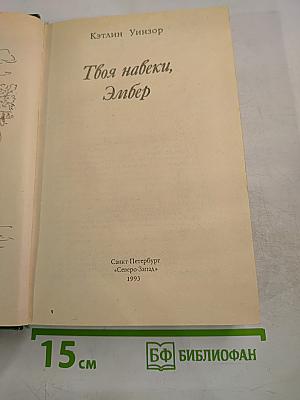 Кэтлин Уинзор
Твоя навеки,
Эмбер
Санкт-Петербург
«Северо-Запад»
1993
15 см
БФ БИБЛИОФАН